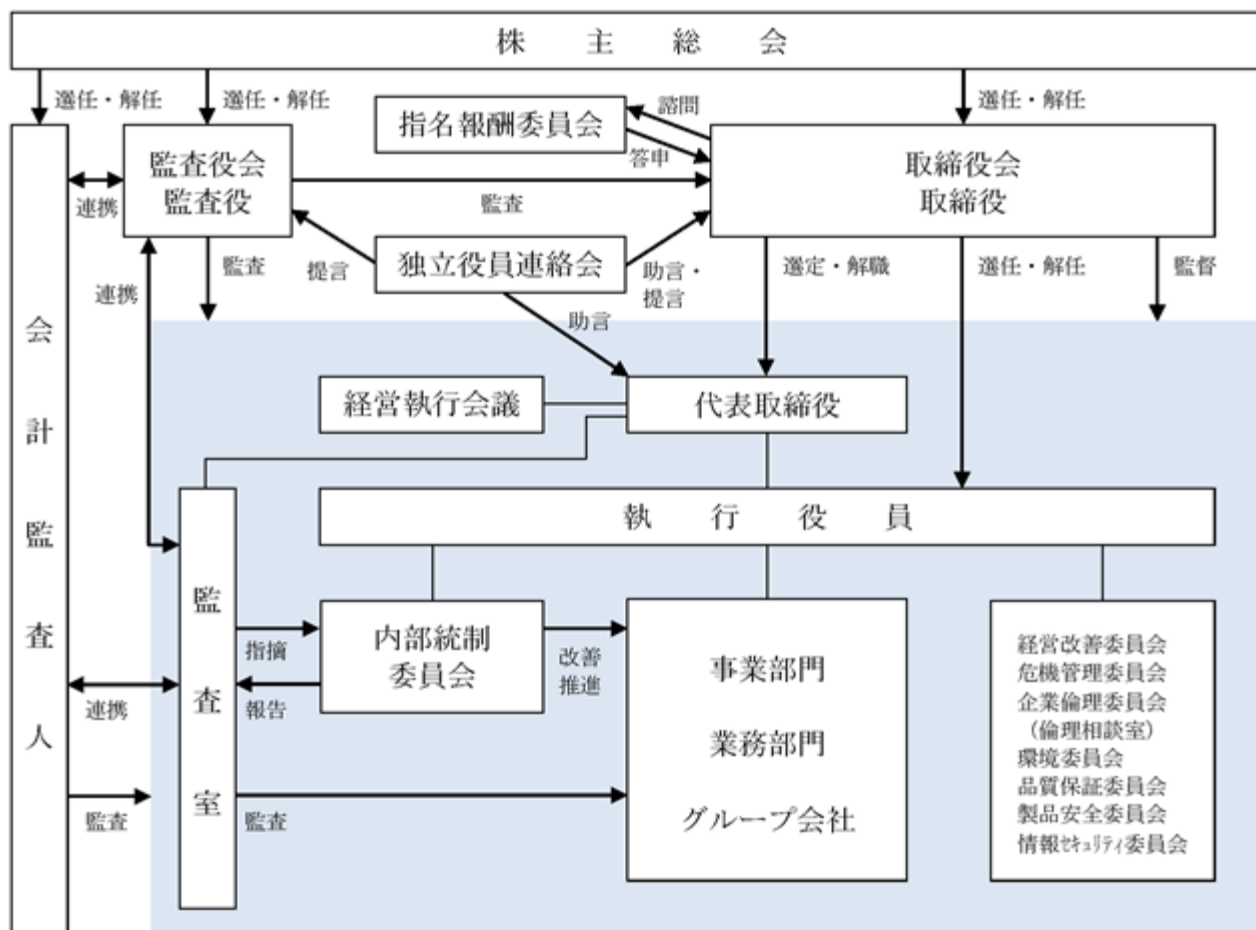 株主総会
選任・解任
選任・解任
選任・解任
指名報酬委員会
諮問
答申
監査役会
監査役
取締役会
取締役
連携
監査
独立役員連絡会
監査
提言
助言・
提言
選定・解職
選任・解任
監督
連携
助言
会計監査人
経営執行会議
代表取締役
執行役員
監査室
指摘
報告
内部統制
委員会
改善
推進
事業部門
業務部門
グループ会社
経営改善委員会
危機管理委員会
企業倫理委員会
（倫理相談室）
環境委員会
品質保証委員会
製品安全委員会
情報ｾｷｭﾘﾃｨ委員会
連携
監査
監査